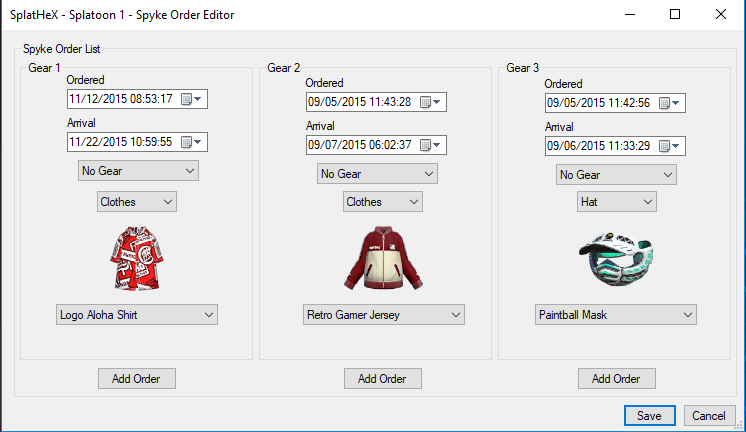 SplatHeX - Splatoon 1 - Spyke Order Editor
Spyke Order List
Gear 1
Ordered
11/12/2015 08:53:17
Arrival
11/22/2015 10:59:55
No Gear
Clothes
Logo Aloha Shirt
Add Order
Gear 2
Ordered
09/05/2015 11:43:28
Arrival
09/07/2015 06:02:37
No Gear
Clothes
Retro Gamer Jersey
Add Order
Gear 3
Ordered
09/05/2015 11:42:56
Arrival
09/06/2015 11:33:29
No Gear
Hat
Paintball Mask
Add Order
Save
Cancel